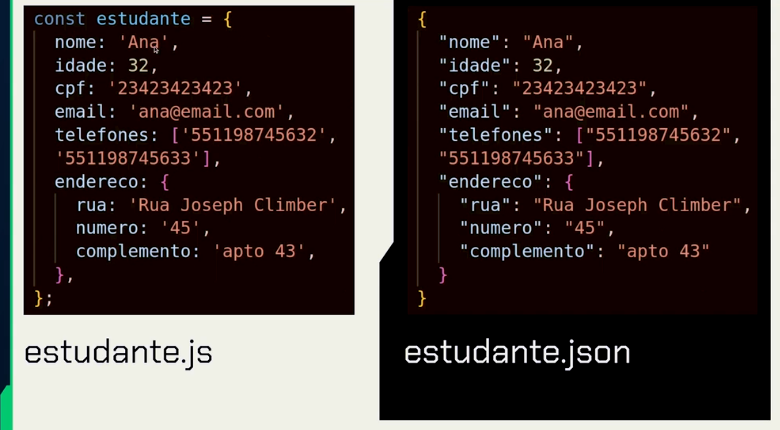 const estudante = {
nome: 'Ana',
idade: 32,
cpf: '23423423423',
email: 'ana@email.com',
telefones: ['551198745632',
'551198745633'],
endereco: {
rua: 'Rua Joseph Climber',
numero: '45',
complemento: 'apto 43',
},
};
estudante.js
{
"nome": "Ana",
"idade": 32,
"cpf": "23423423423",
"email": "ana@email.com",
"telefones": ["551198745632",
"551198745633"],
"endereco": {
"rua": "Rua Joseph Climber",
"numero": "45",
"complemento": "apto 43"
}
}
estudante.json